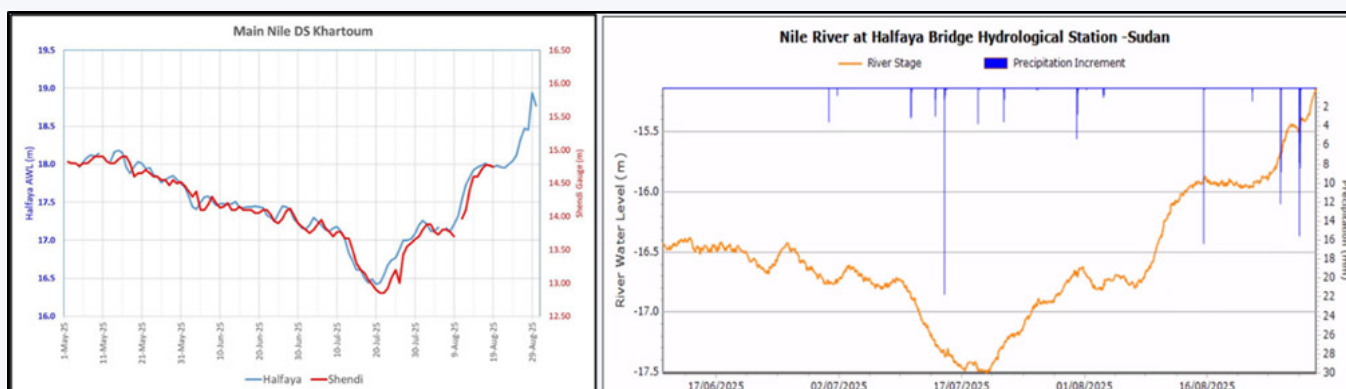 Main Nile DS Khartoum
19.5
19.0
18.5
18.0
17.5
17.0
16.5
16.0
Halfaya AWL (m)
16.50
16.00
15.50
15.00
14.50
14.00
13.50
13.00
12.50
Shendi Gauge (m)
1-May-25
11-May-25
21-May-25
31-May-25
10-Jun-25
20-Jun-25
30-Jun-25
10-Jul-25
20-Jul-25
30-Jul-25
9-Aug-25
19-Aug-25
29-Aug-25
Halfaya Shendi
Nile River at Halfaya Bridge Hydrological Station -Sudan
River Stage Precipitation Increment
-15.5
-16.0
-16.5
-17.0
-17.5
River Water Level (m)
2
4
6
8
10
12
14
16
18
20
22
24
26
28
30
17/06/2025 02/07/2025 17/07/2025 01/08/2025 16/08/2025